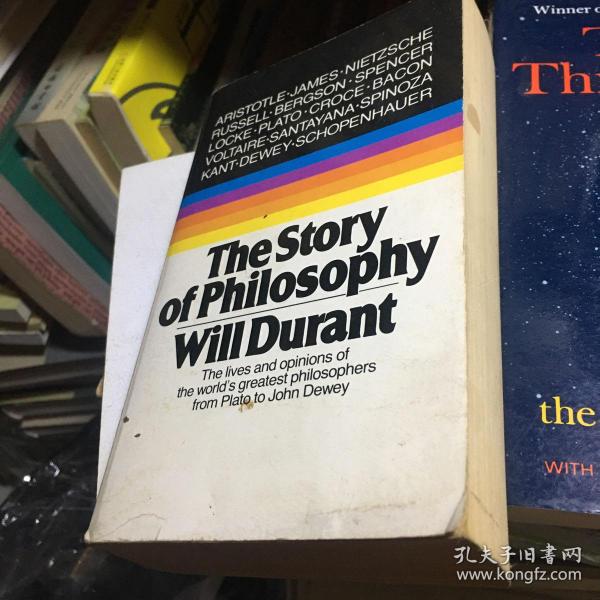 ARISTOTLE·JAMES·NIETZSCHE
RUSSELL·BERGSON·SPENCER
LOCKE·PLATO·CROCE·BACON
VOLTAIRE·SANTAYANA·SPINOZA
KANT·DEWEY·SCHOPENHAUER
The Story
of Philosophy
Will Durant
The lives and opinions of
the world's greatest philosophers
from Plato to John Dewey
Winner o
T
Thr
the
WITH
孔夫子旧书网
www.kongfz.com